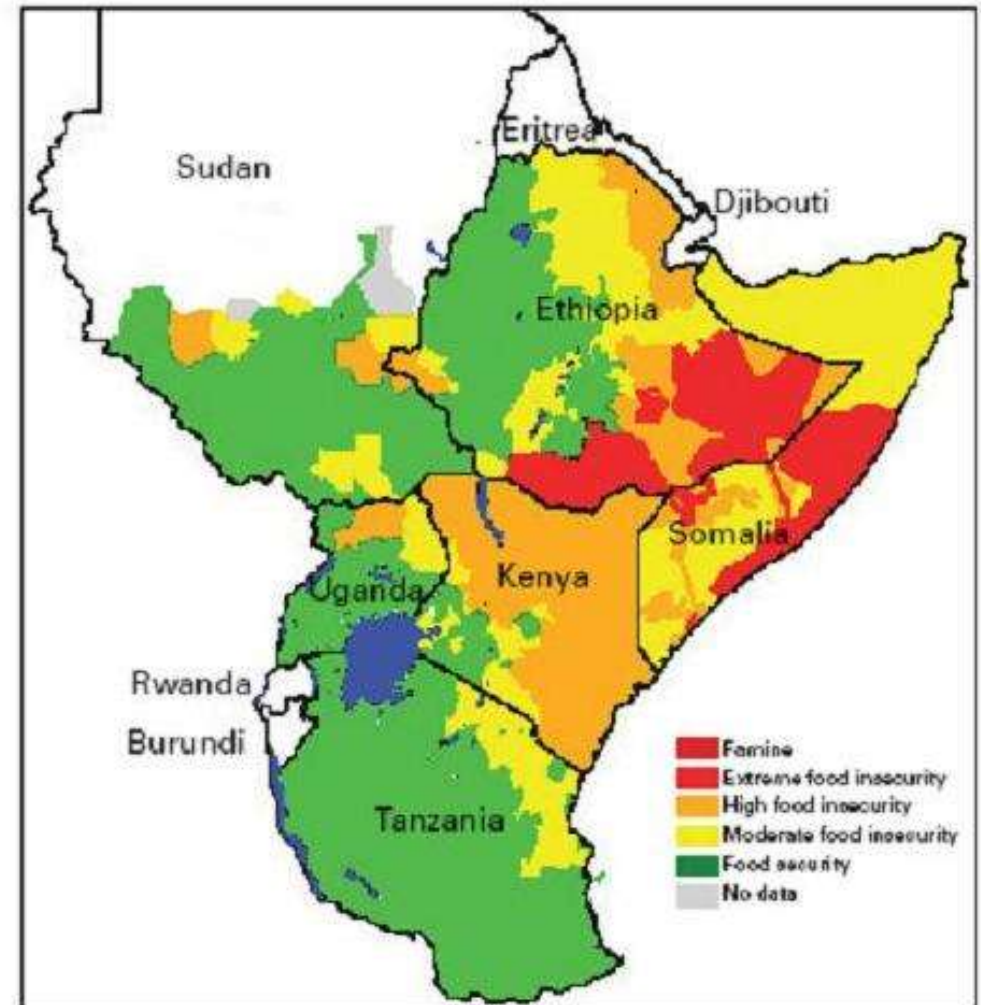 Eritrea
Sudan
Djibouti
Ethiopia
Somalia
Kenya
Uganda
Rwanda
Burundi
Tanzania
Famine
Extreme food insecurity
High food insecurity
Moderate food insecurity
Food security
No data